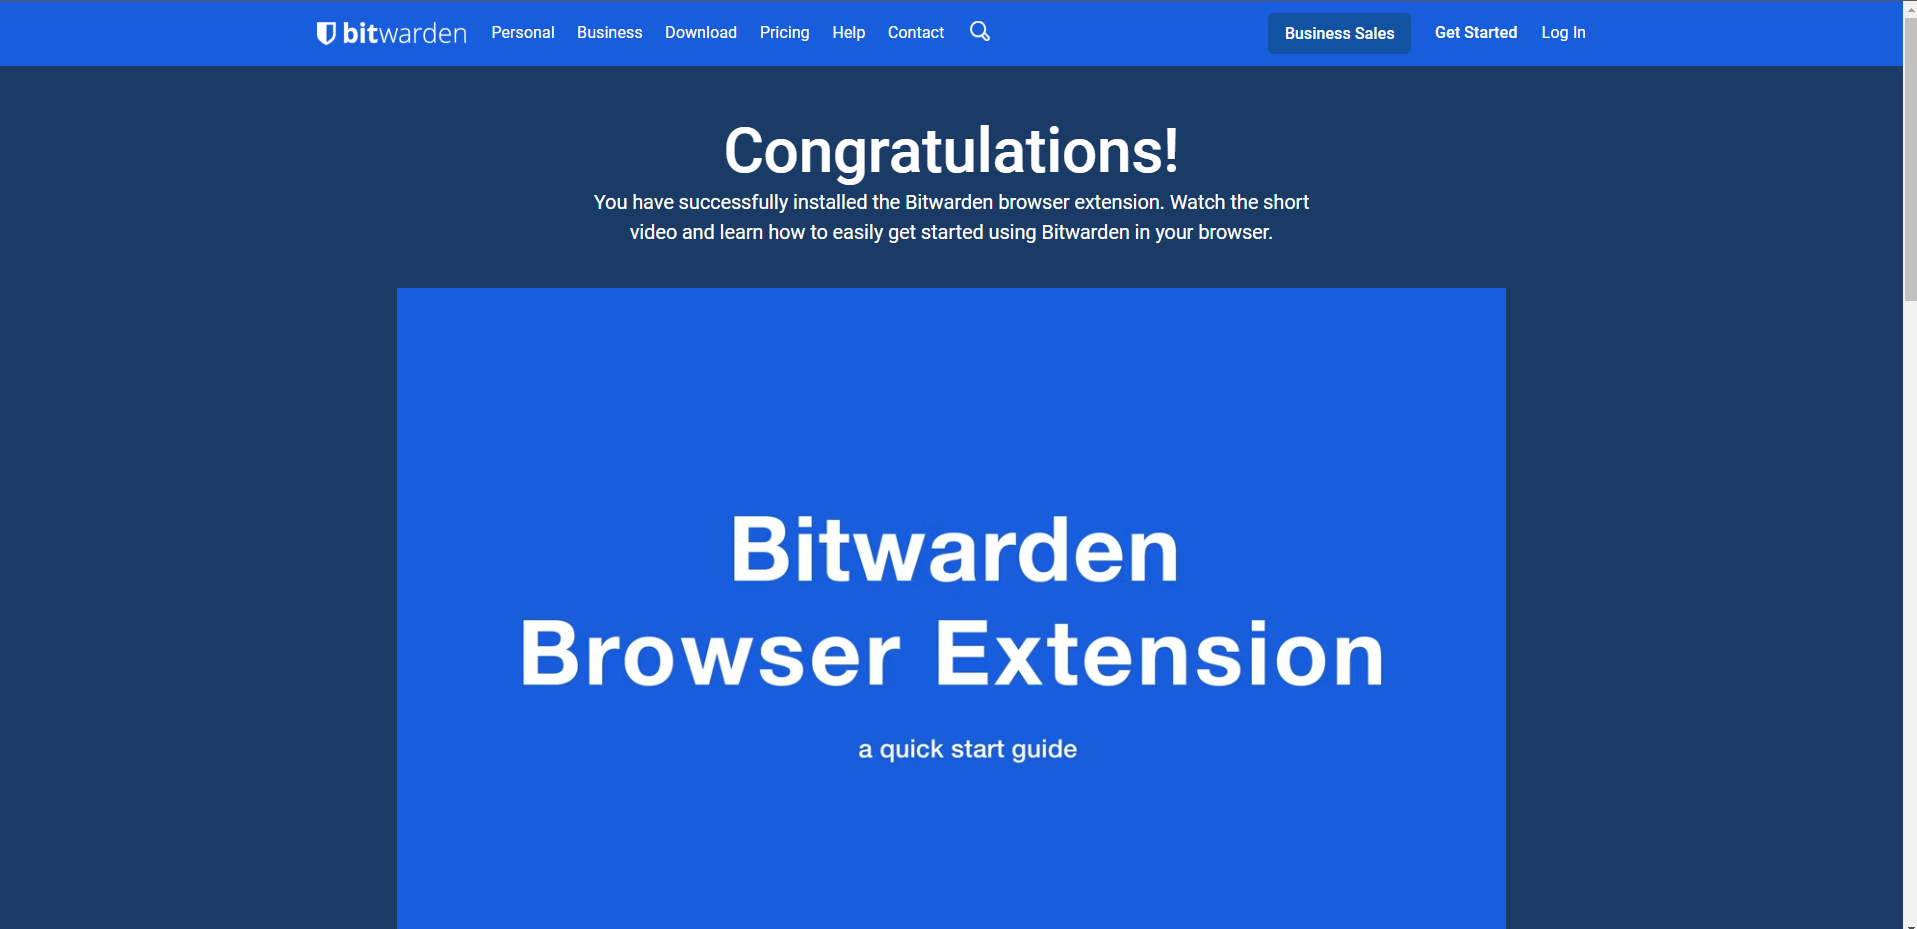 bitwarden Personal Business Download Pricing Help Contact Business Sales Get Started Log In
Congratulations!
You have successfully installed the Bitwarden browser extension. Watch the short
video and learn how to easily get started using Bitwarden in your browser.
Bitwarden
Browser Extension
a quick start guide